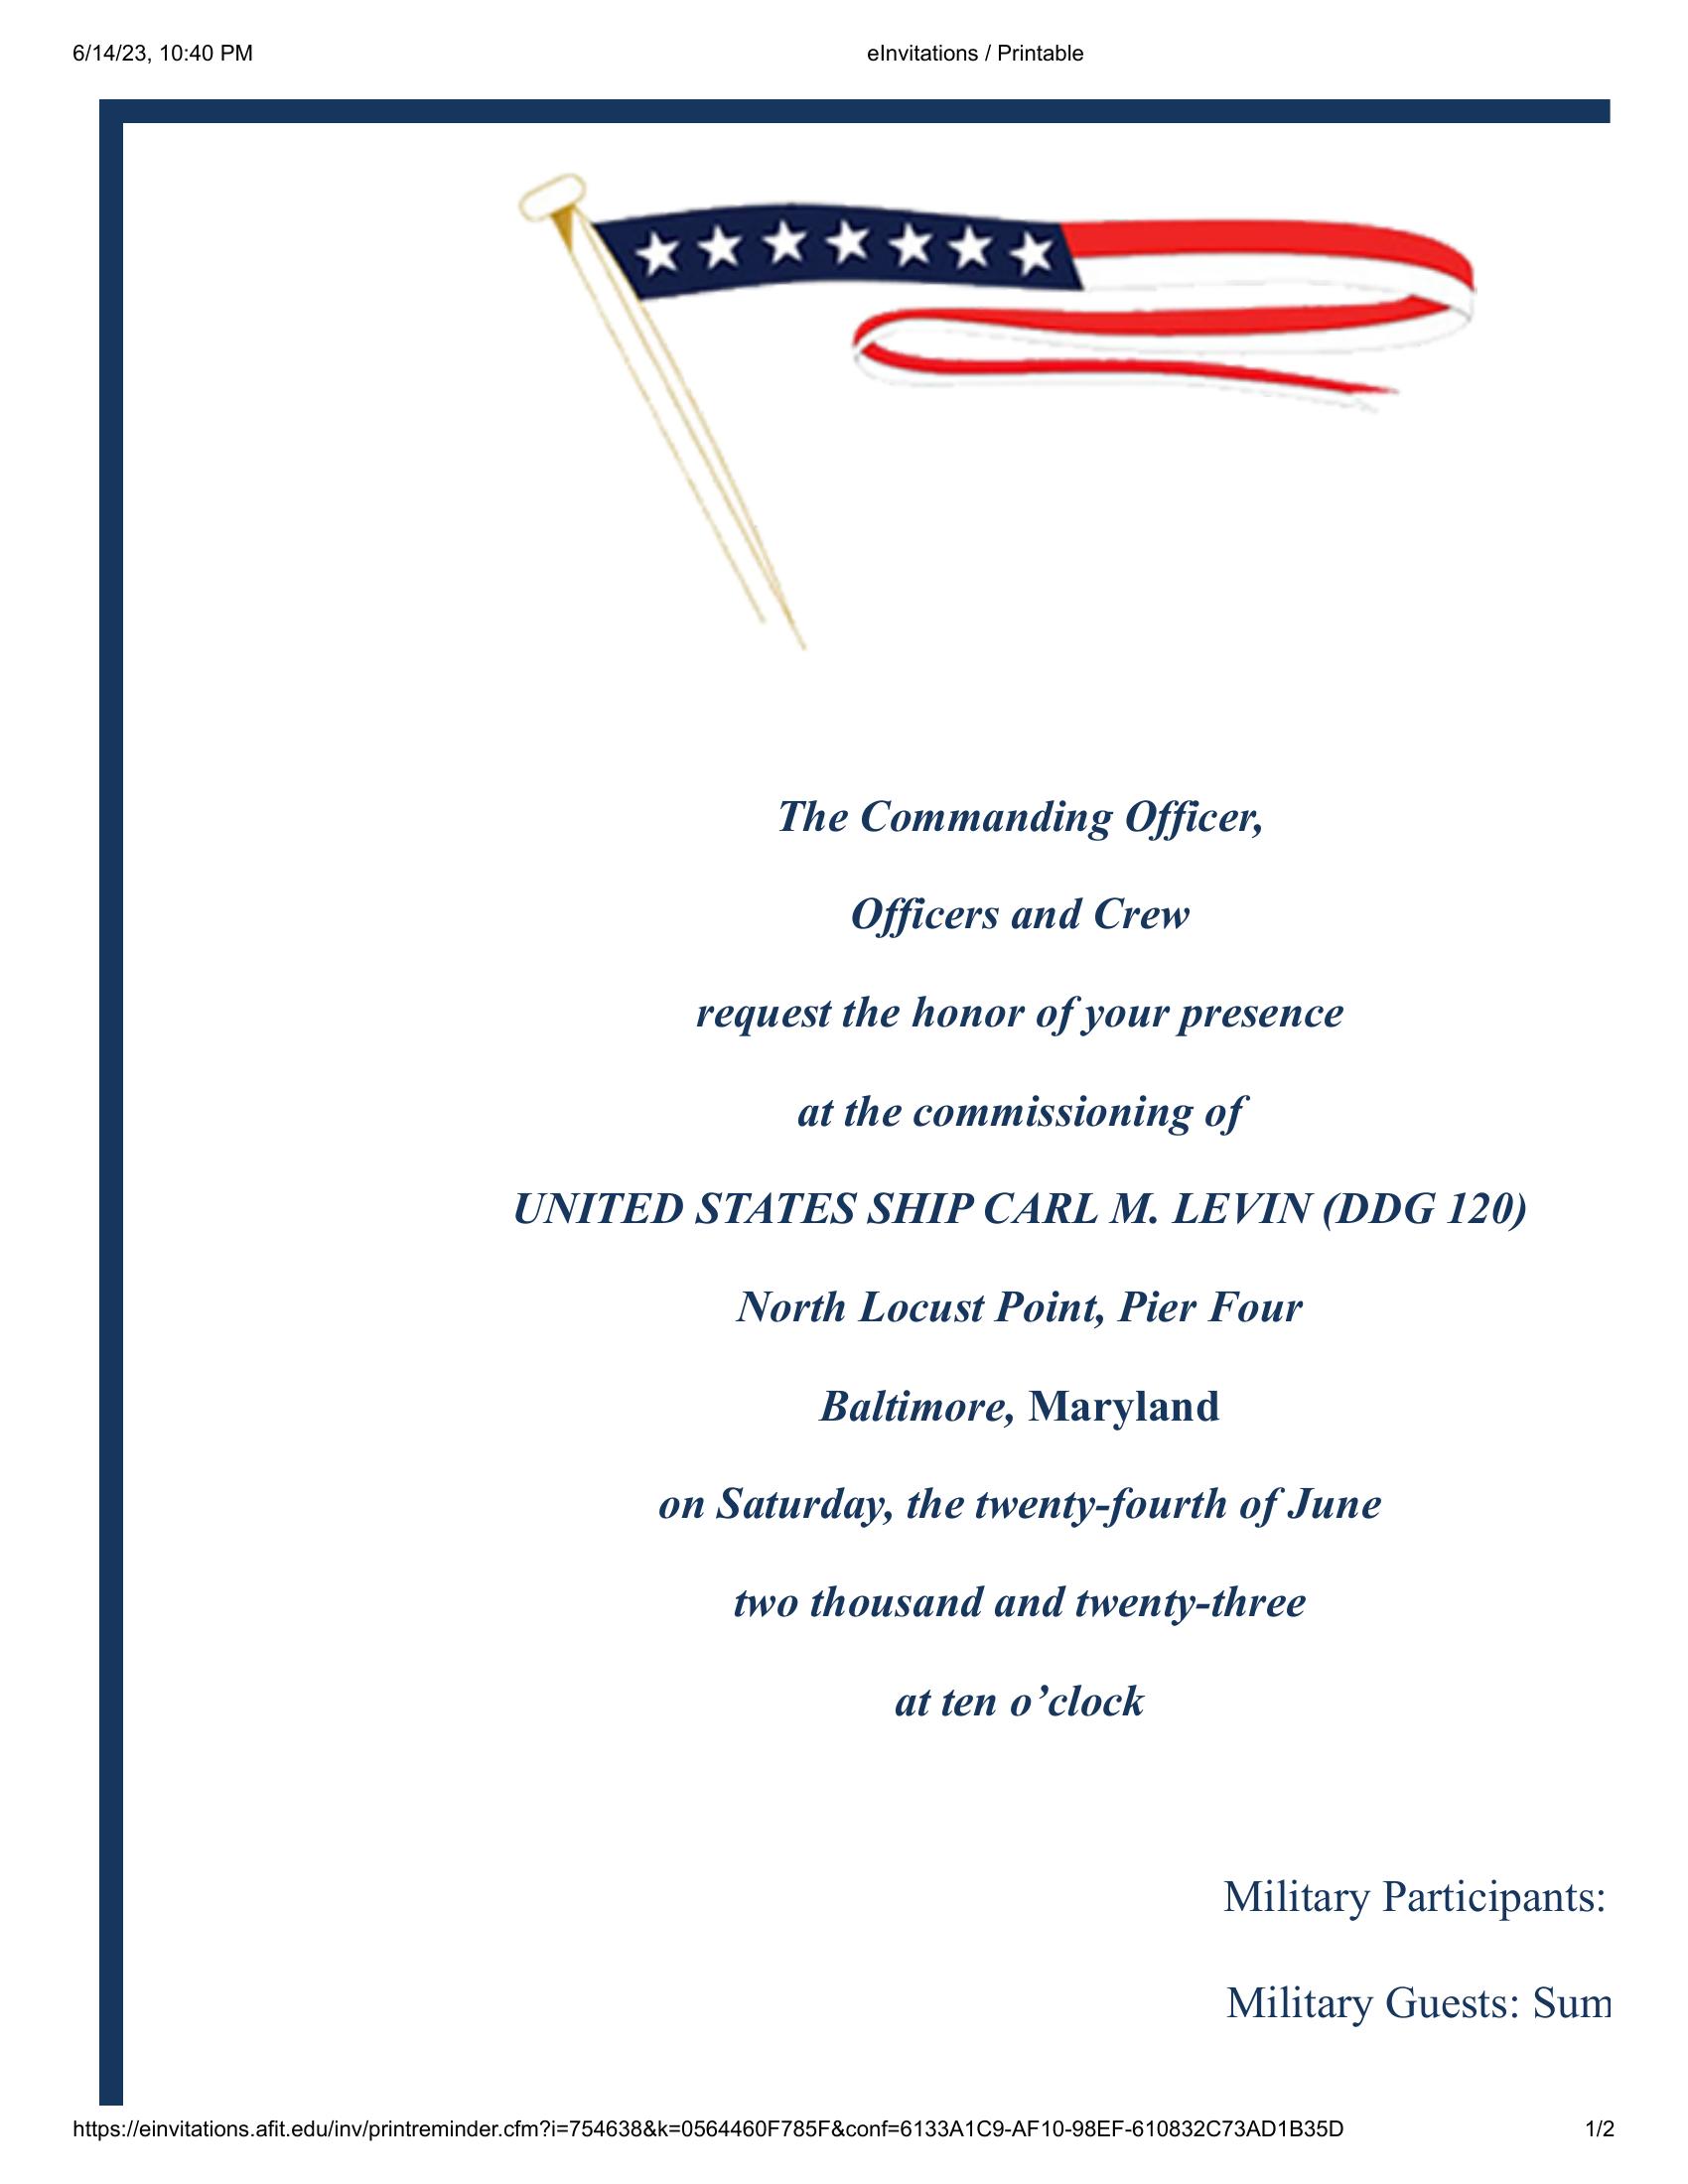 6/14/23, 10:40 PM eInvitations / Printable
The Commanding Officer,
Officers and Crew
request the honor of your presence
at the commissioning of
UNITED STATES SHIP CARL M. LEVIN (DDG 120)
North Locust Point, Pier Four
Baltimore, Maryland
on Saturday, the twenty-fourth of June
two thousand and twenty-three
at ten o’clock
Military Participants:
Military Guests: Sum
https://einvitations.afit.edu/inv/printreminder.cfm?i=754638&k=0564460F785F&conf=6133A1C9-AF10-98EF-610832C73AD1B35D 1/2